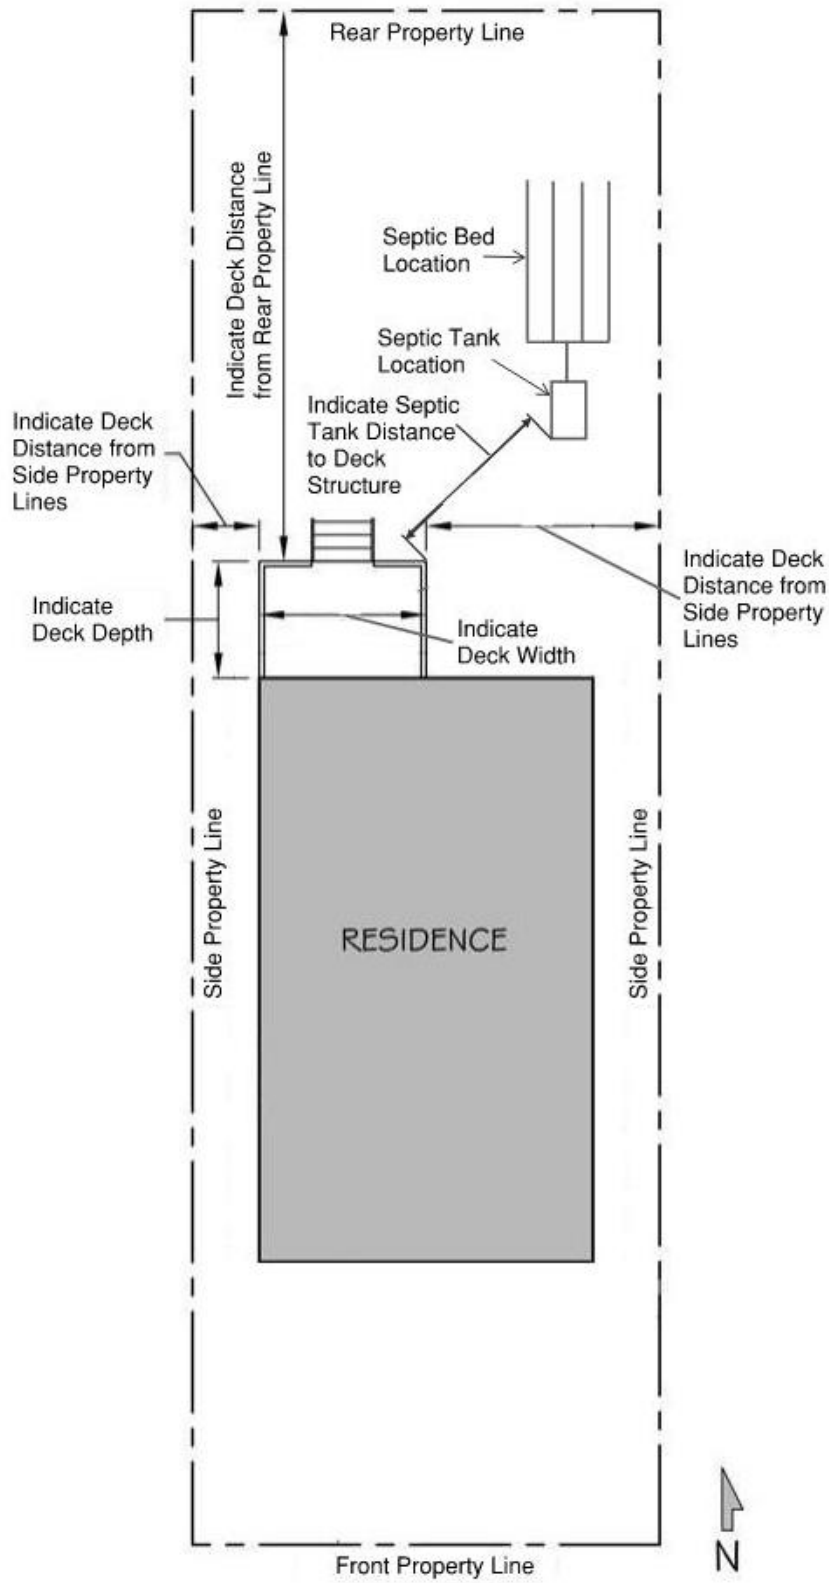 Rear Property Line
Indicate Deck Distance
from Rear Property Line
Septic Bed
Location
Septic Tank
Location
Indicate Septic
Tank Distance
to Deck
Structure
Indicate Deck
Distance from
Side Property
Lines
Indicate Deck
Distance from
Side Property
Lines
Indicate
Deck Depth
Indicate
Deck Width
Side Property Line
RESIDENCE
Side Property Line
N
Front Property Line